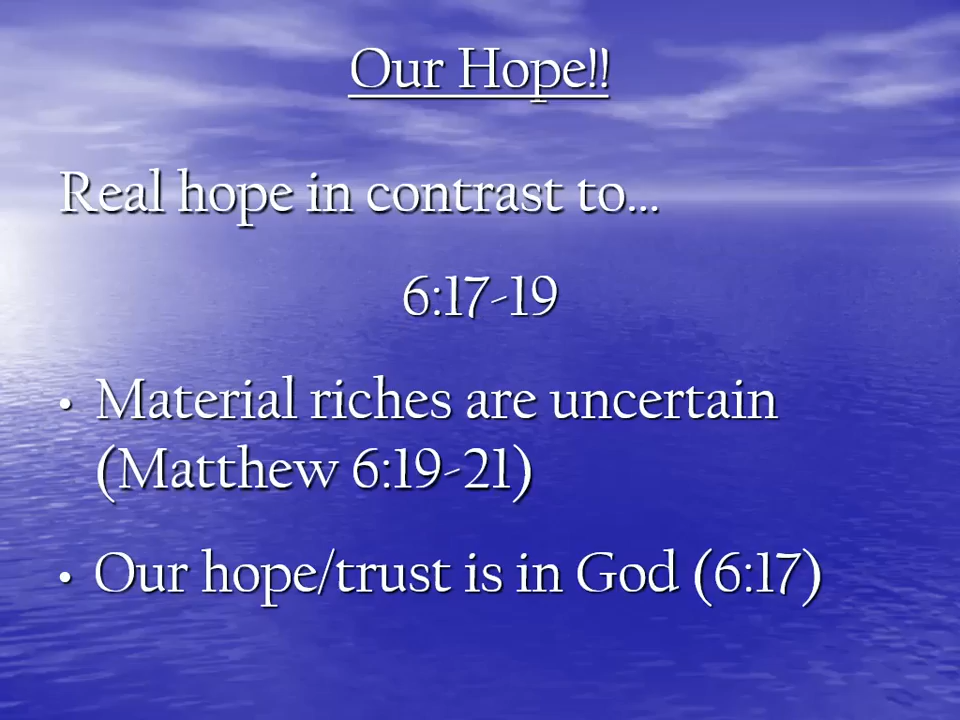 Our Hope!!
Real hope in contrast to...
6:17-19
• Material riches are uncertain
(Matthew 6:19-21)
• Our hope/trust is in God (6:17)